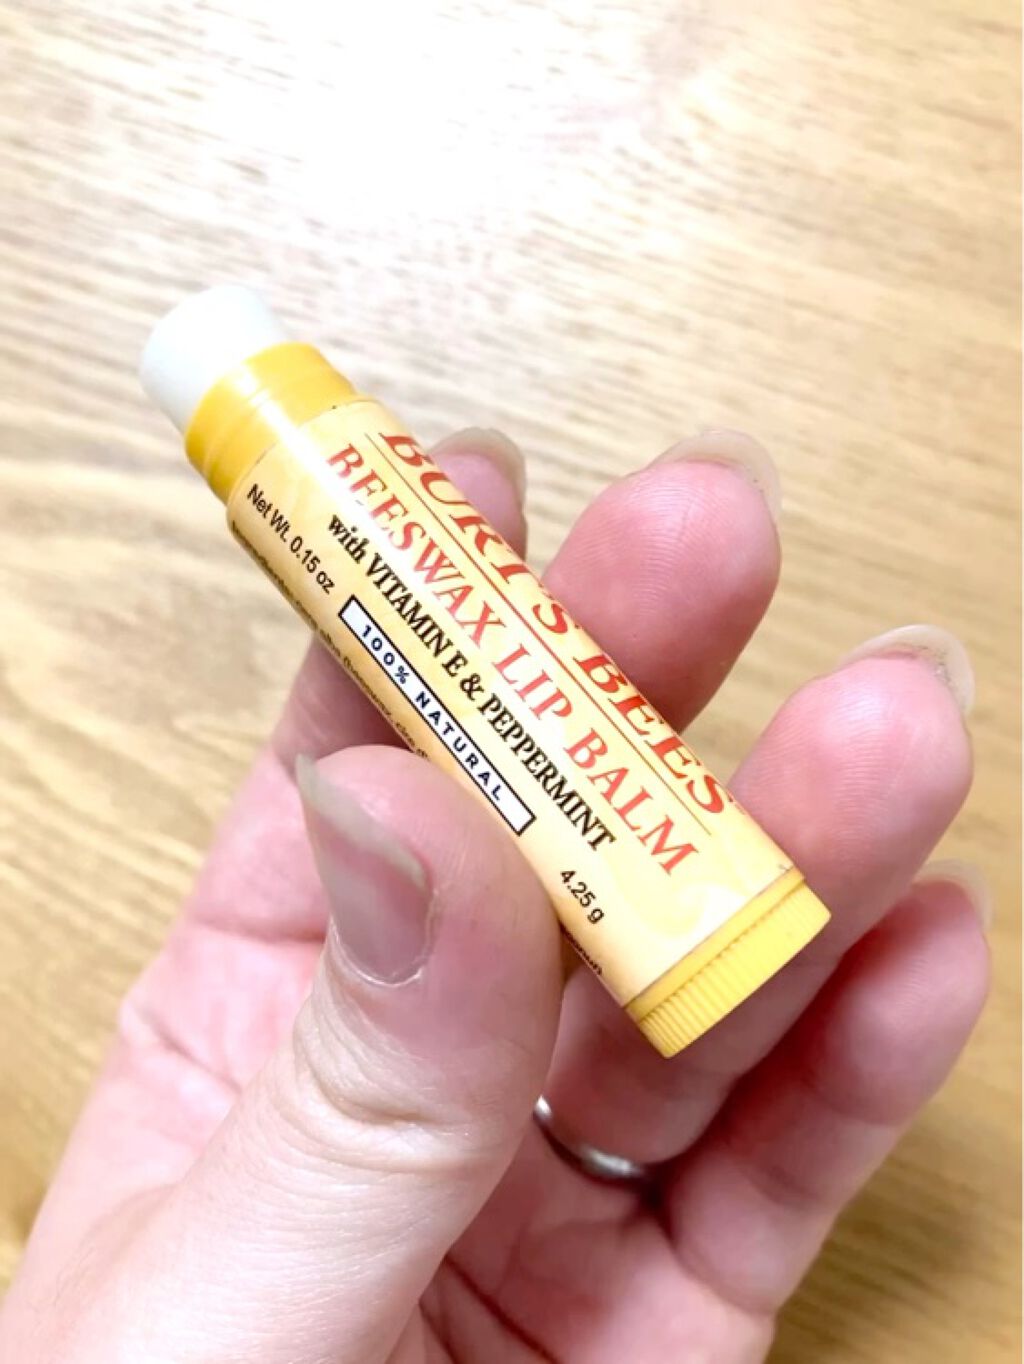 BURT'S BEES
BEESWAX LIP BALM
with VITAMIN E & PEPPERMINT
100% NATURAL
Net Wt. 0.15 oz
4.25 g